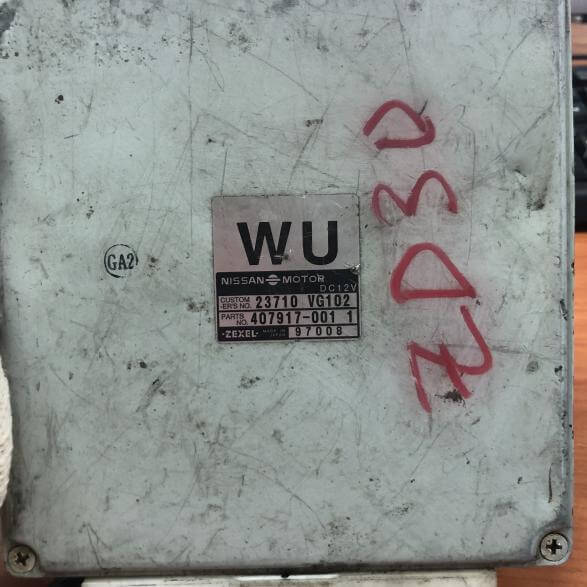 WU
NISSAN MOTOR
DC12V
CUSTOM
-ER'S NO. 23710 VG102
PARTS
NO. 407917-001 1
ZEXEL MADE IN
JAPAN 97008
GA2
ZD30